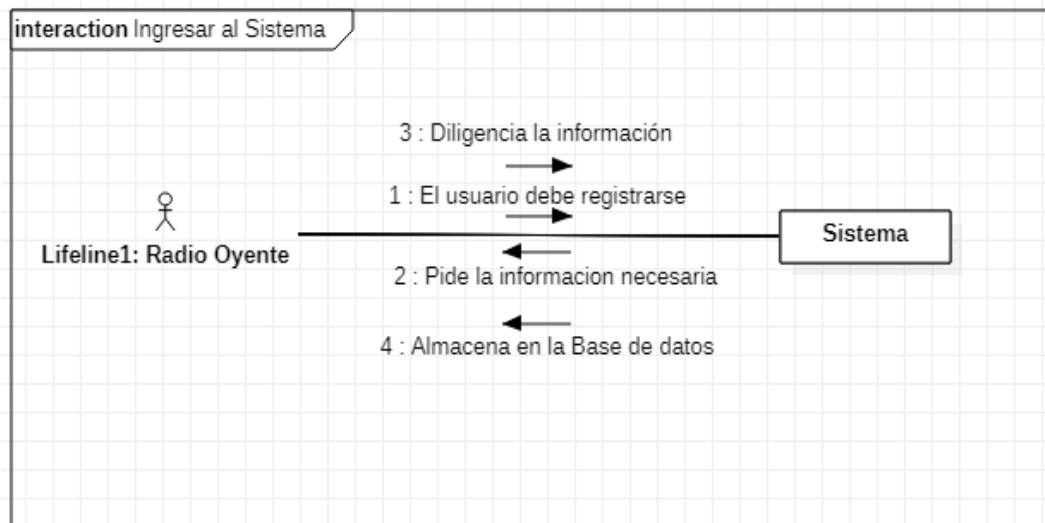 interaction Ingresar al Sistema
3 : Diligencia la información
1 : El usuario debe registrarse
Lifeline1: Radio Oyente
Sistema
2 : Pide la informacion necesaria
4 : Almacena en la Base de datos